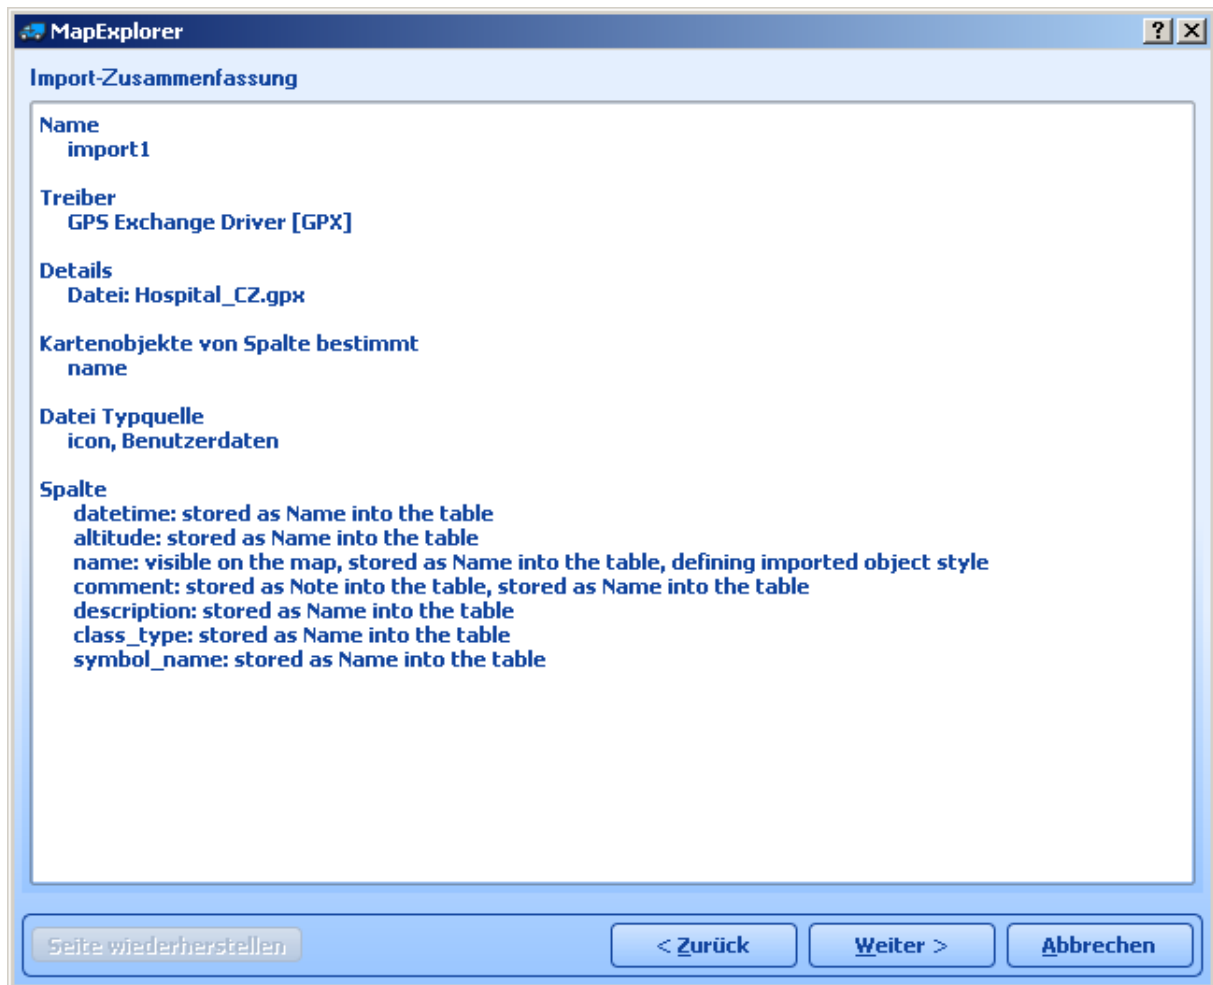 MapExplorer
Import-Zusammenfassung
Name
import1
Treiber
GPS Exchange Driver [GPX]
Details
Datei: Hospital_CZ.gpx
Kartenobjekte von Spalte bestimmt
name
Datei Typquelle
icon, Benutzerdaten
Spalte
datetime: stored as Name into the table
altitude: stored as Name into the table
name: visible on the map, stored as Name into the table, defining imported object style
comment: stored as Note into the table, stored as Name into the table
description: stored as Name into the table
class_type: stored as Name into the table
symbol_name: stored as Name into the table
Seite wiederherstellen
< Zurück
Weiter >
Abbrechen